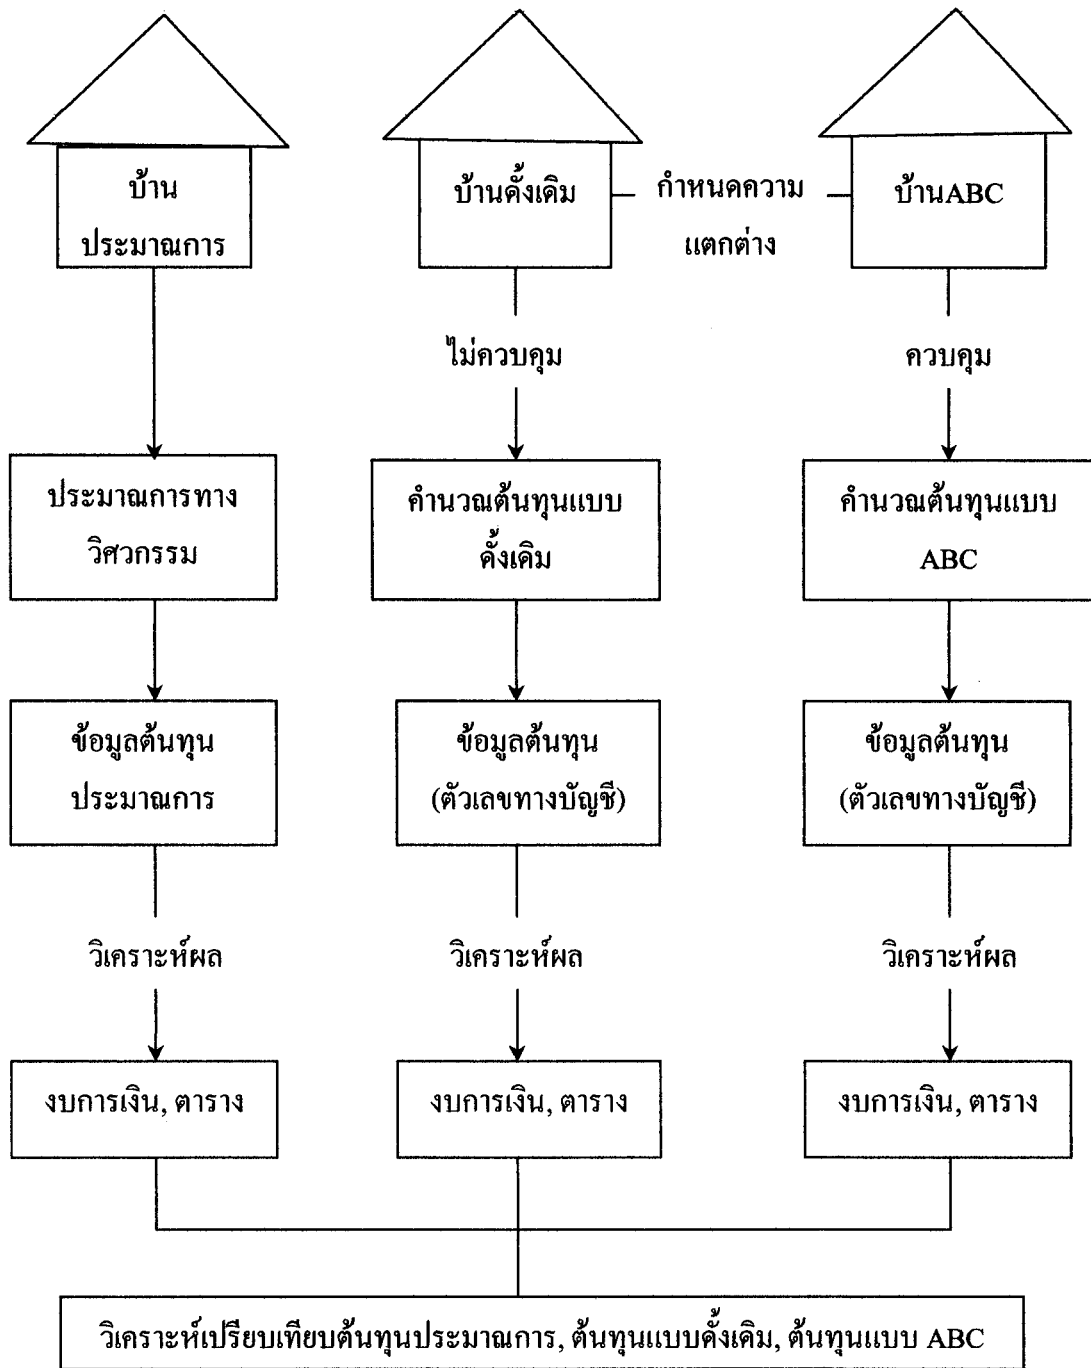 บ้าน
ประมาณการ
บ้านดั้งเดิม
กำหนดความ
แตกต่าง
บ้านABC
ไม่ควบคุม
ควบคุม
ประมาณการทาง
วิศวกรรม
คำนวณต้นทุนแบบ
ดั้งเดิม
คำนวณต้นทุนแบบ
ABC
ข้อมูลต้นทุน
ประมาณการ
ข้อมูลต้นทุน
(ตัวเลขทางบัญชี)
ข้อมูลต้นทุน
(ตัวเลขทางบัญชี)
วิเคราะห์ผล
วิเคราะห์ผล
วิเคราะห์ผล
งบการเงิน, ตาราง
งบการเงิน, ตาราง
งบการเงิน, ตาราง
วิเคราะห์เปรียบเทียบต้นทุนประมาณการ, ต้นทุนแบบดั้งเดิม, ต้นทุนแบบ ABC